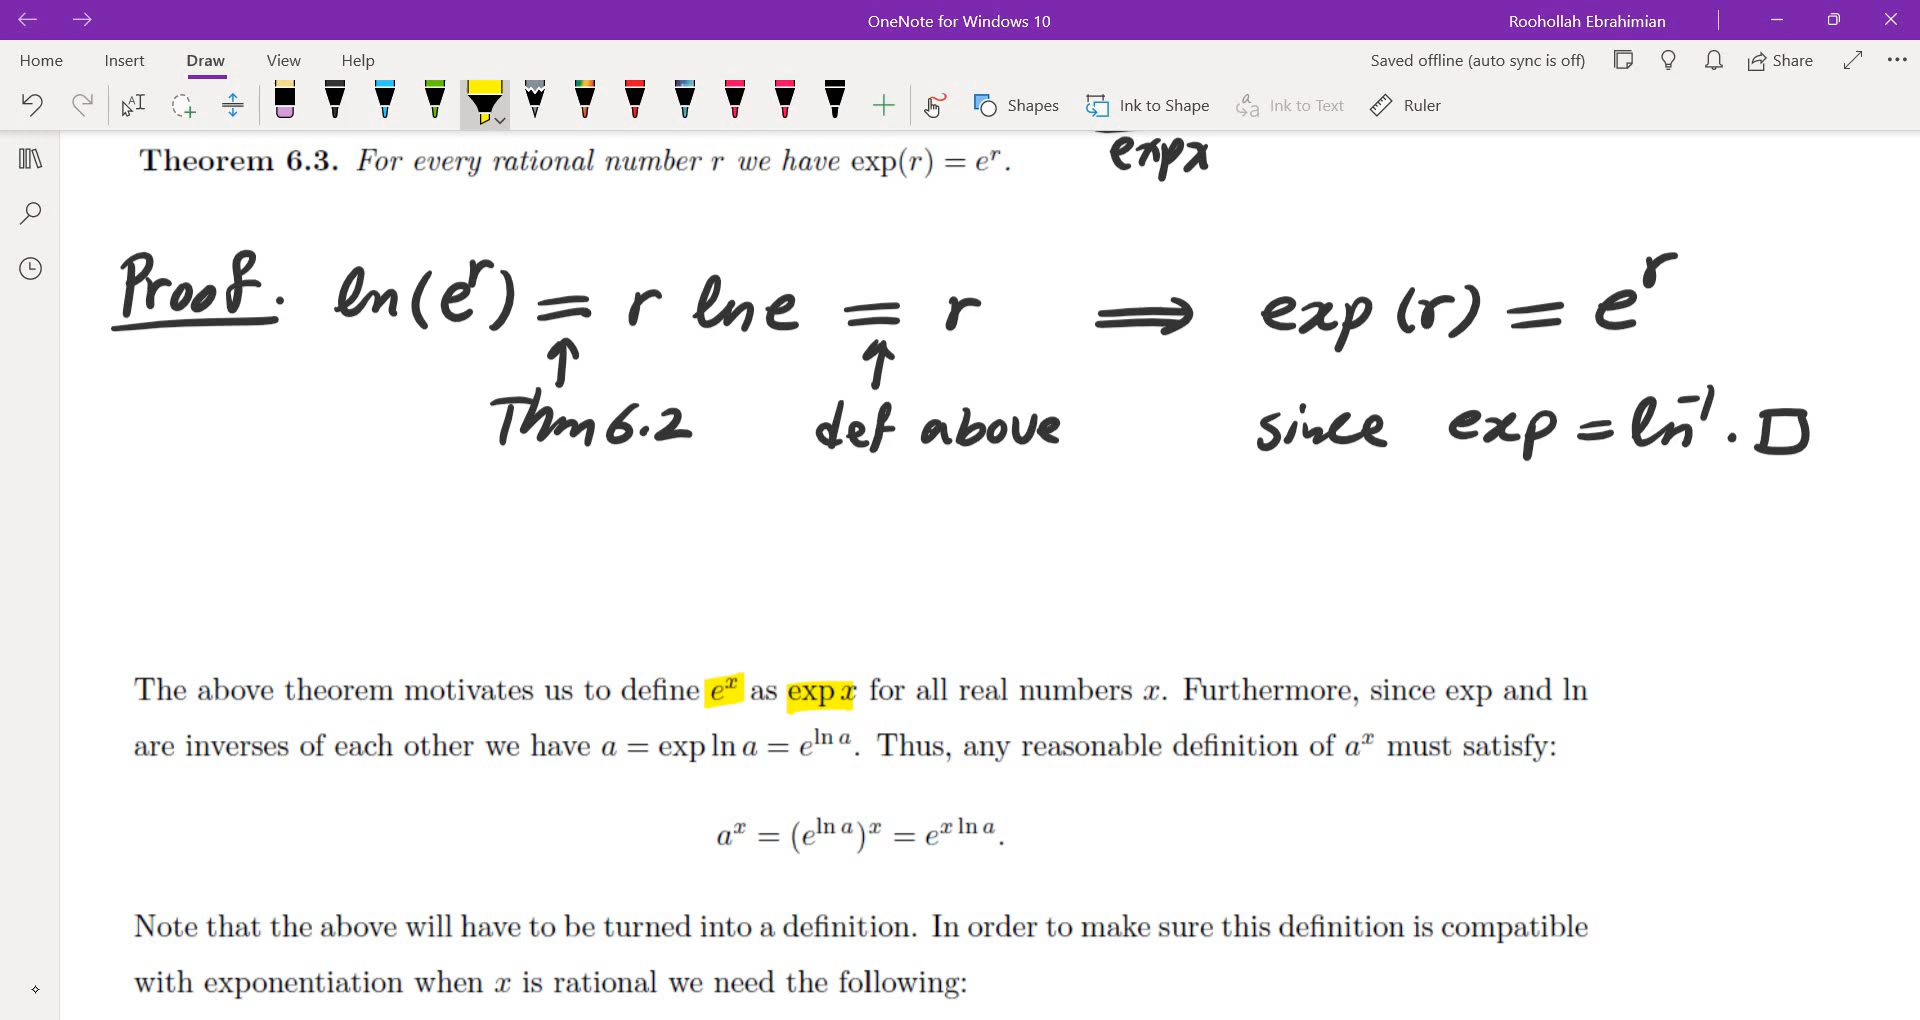 OneNote for Windows 10
Roohollah Ebrahimian
Home Insert Draw View Help
Saved offline (auto sync is off) Share
Shapes Ink to Shape Ink to Text Ruler
exp x
Theorem 6.3. For every rational number r we have exp(r) = e^r.
Proof. ln(e^r) = r ln e = r ⟹ exp(r) = e^r
↑ ↑
Thm 6.2 def above since exp = ln^-1. □
The above theorem motivates us to define e^x as exp x for all real numbers x. Furthermore, since exp and ln
are inverses of each other we have a = exp ln a = e^{ln a}. Thus, any reasonable definition of a^x must satisfy:
a^x = (e^{ln a})^x = e^{x ln a}.
Note that the above will have to be turned into a definition. In order to make sure this definition is compatible
with exponentiation when x is rational we need the following: